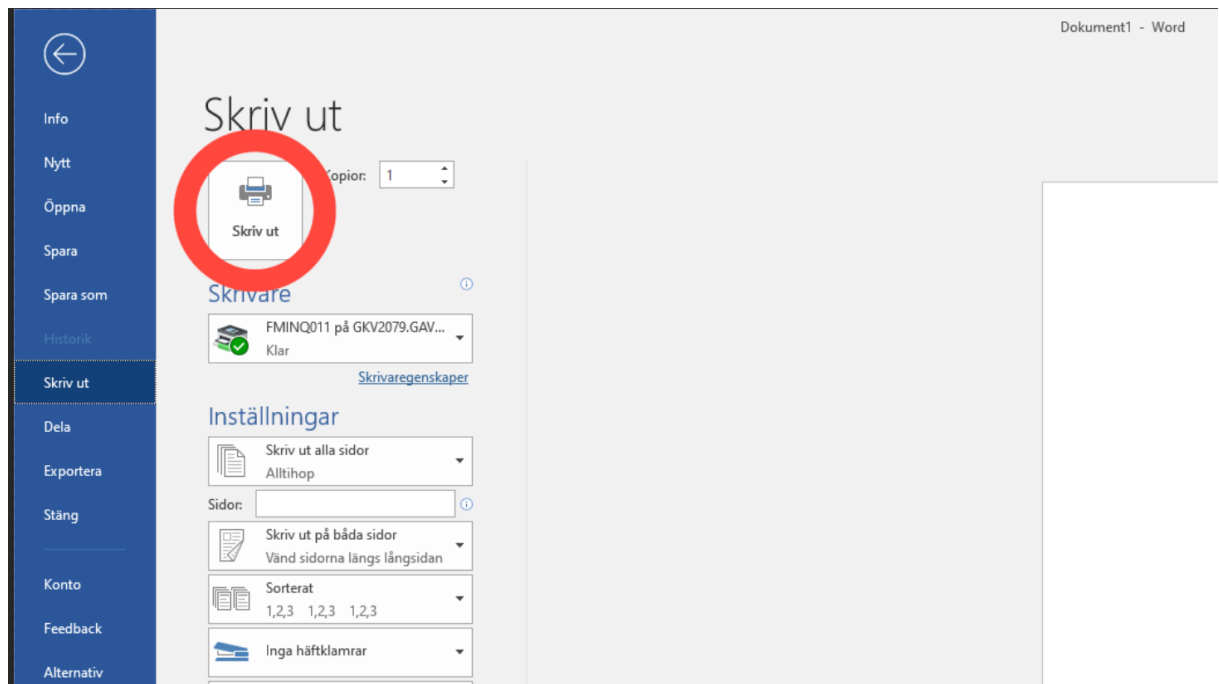 Dokument1 - Word
Info
Nytt
Öppna
Spara
Spara som
Historik
Skriv ut
Dela
Exportera
Stäng
Konto
Feedback
Alternativ
Skriv ut
Kopior: 1
Skriv ut
Skrivare
FMINQ011 på GKV2079.GAV...
Klar
Skrivaregenskaper
Inställningar
Skriv ut alla sidor
Alltihop
Sidor:
Skriv ut på båda sidor
Vänd sidorna längs långsidan
Sorterat
1,2,3 1,2,3 1,2,3
Inga häftklamrar